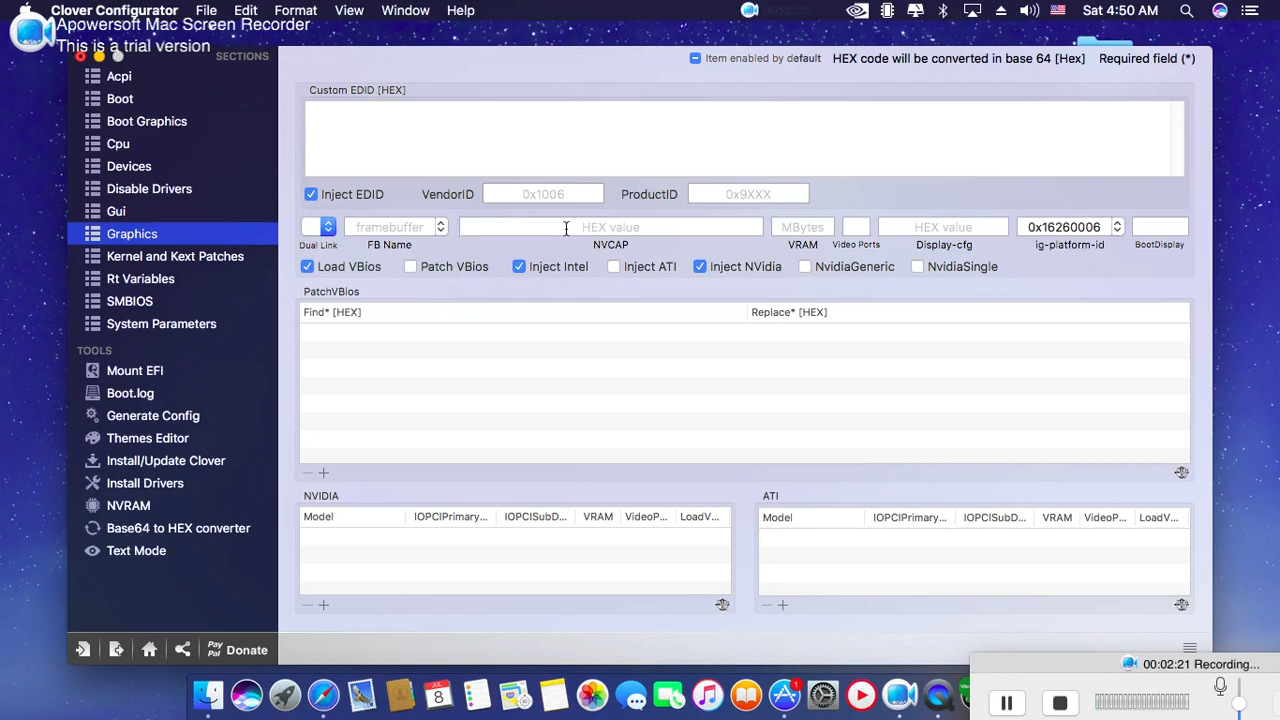 Clover Configurator File Edit Format View Window Help Sat 4:50 AM
Apowersoft Mac Screen Recorder
This is a trial version
SECTIONS
Acpi
Boot
Boot Graphics
Cpu
Devices
Disable Drivers
Gui
Graphics
Kernel and Kext Patches
Rt Variables
SMBIOS
System Parameters
TOOLS
Mount EFI
Boot.log
Generate Config
Themes Editor
Install/Update Clover
Install Drivers
NVRAM
Base64 to HEX converter
Text Mode
PayPal Donate
Item enabled by default HEX code will be converted in base 64 [Hex] Required field (*)
Custom EDID [HEX]
Inject EDID VendorID 0x1006 ProductID 0x9XXX
framebuffer HEX value MBytes HEX value 0x16260006
Dual Link FB Name NVCAP VRAM Video Ports Display-cfg ig-platform-id BootDisplay
Load VBios Patch VBios Inject Intel Inject ATI Inject NVidia NvidiaGeneric NvidiaSingle
PatchVBios
Find* [HEX] Replace* [HEX]
NVIDIA
Model IOPCIPrimary... IOPCISubD... VRAM VideoP... LoadV...
ATI
Model IOPCIPrimary... IOPCISubD... VRAM VideoP... LoadV...
00:02:21 Recording...
JUL
8
1